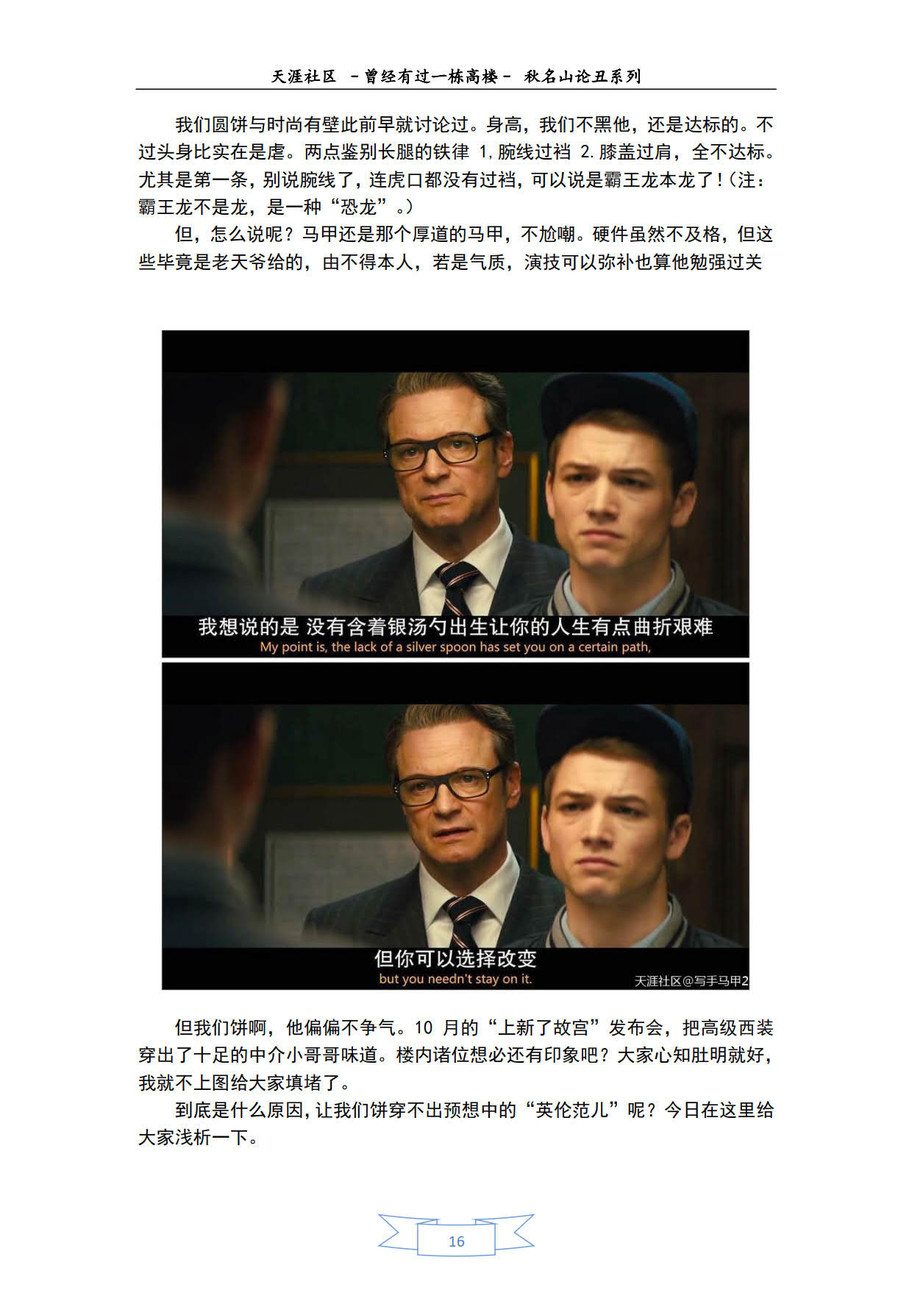 天涯社区 -曾经有过一栋高楼- 秋名山论丑系列
我们圆饼与时尚有壁此前早就讨论过。身高，我们不黑他，还是达标的。不
过头身比实在是虐。两点鉴别长腿的铁律 1,腕线过裆 2.膝盖过肩，全不达标。
尤其是第一条，别说腕线了，连虎口都没有过裆，可以说是霸王龙本龙了！（注：
霸王龙不是龙，是一种“恐龙”。）
但，怎么说呢？马甲还是那个厚道的马甲，不尬嘲。硬件虽然不及格，但这
些毕竟是老天爷给的，由不得本人，若是气质，演技可以弥补也算他勉强过关
我想说的是 没有含着银汤勺出生让你的人生有点曲折艰难
My point is, the lack of a silver spoon has set you on a certain path,
但你可以选择改变
but you needn't stay on it.
天涯社区@写手马甲2
但我们饼啊，他偏偏不争气。10 月的“上新了故宫”发布会，把高级西装
穿出了十足的中介小哥哥味道。楼内诸位想必还有印象吧？大家心知肚明就好，
我就不上图给大家填堵了。
到底是什么原因，让我们饼穿不出预想中的“英伦范儿”呢？今日在这里给
大家浅析一下。
16